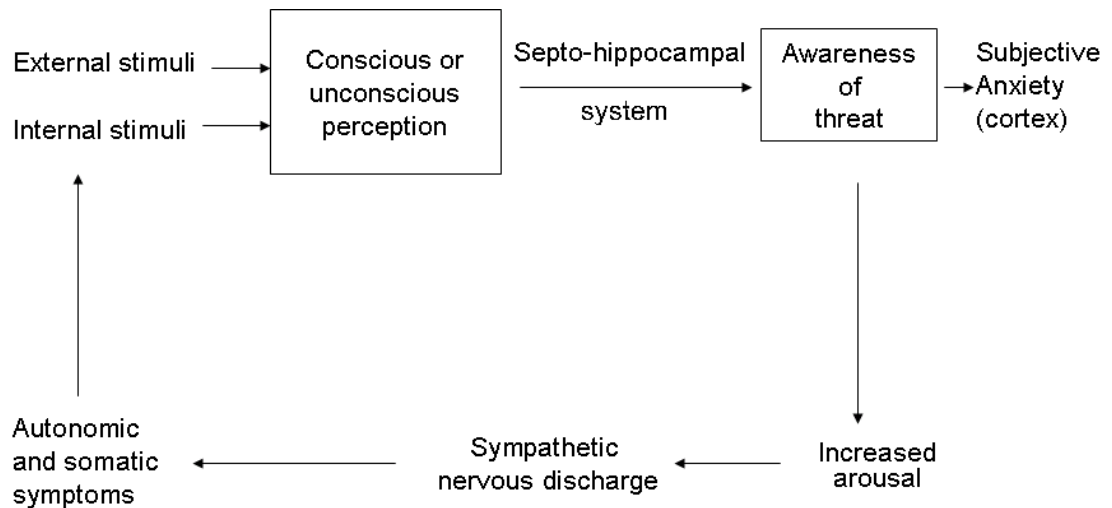 External stimuli
Internal stimuli
Conscious or
unconscious
perception
Septo-hippocampal
system
Awareness
of
threat
Subjective
Anxiety
(cortex)
Autonomic
and somatic
symptoms
Sympathetic
nervous discharge
Increased
arousal